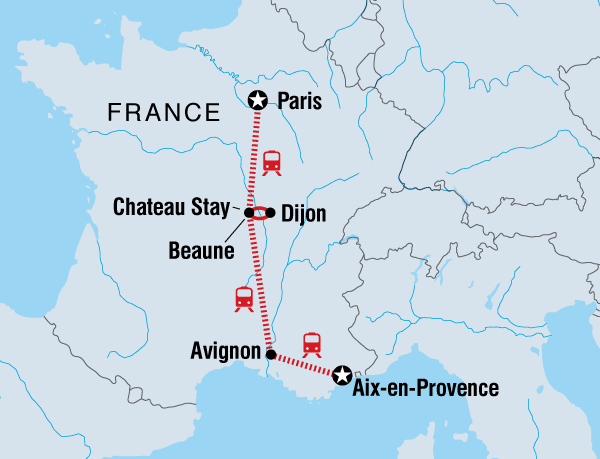 Paris
FRANCE
Chateau Stay
Dijon
Beaune
Avignon
Aix-en-Provence